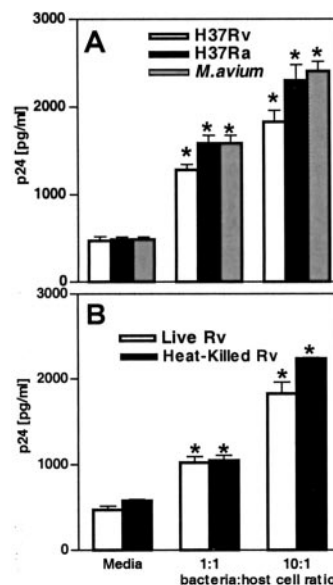 A
H37Rv
H37Ra
M.avium
p24 [pg/ml]
3000
2000
1000
0
* * *
* * *
B
Live Rv
Heat-Killed Rv
p24 [pg/ml]
3000
2000
1000
0
* *
* *
Media 1:1 10:1
bacteria:host cell ratio